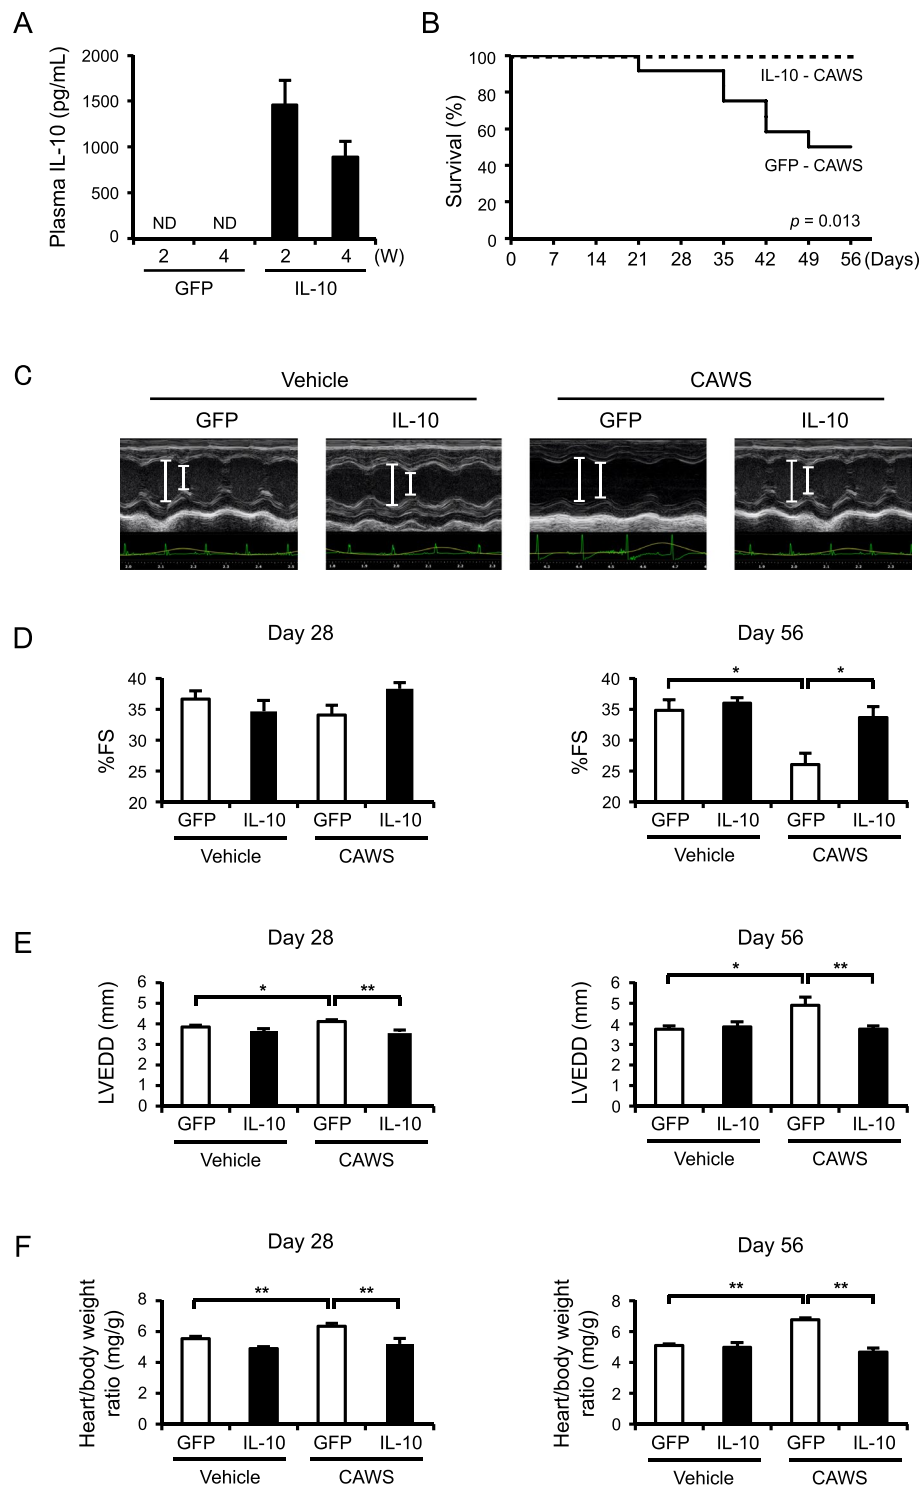 A
Plasma IL-10 (pg/mL)
2000
1500
1000
500
0
ND
ND
2
4
2
4
(W)
GFP
IL-10
B
Survival (%)
100
80
60
40
20
0
IL-10 - CAWS
GFP - CAWS
p = 0.013
0 7 14 21 28 35 42 49 56 (Days)
C
Vehicle
CAWS
GFP
IL-10
GFP
IL-10
D
Day 28
%FS
40
35
30
25
20
GFP IL-10 GFP IL-10
Vehicle CAWS
Day 56
%FS
40
35
30
25
20
* *
GFP IL-10 GFP IL-10
Vehicle CAWS
E
Day 28
LVEDD (mm)
6
5
4
3
2
1
0
* **
GFP IL-10 GFP IL-10
Vehicle CAWS
Day 56
LVEDD (mm)
6
5
4
3
2
1
0
* **
GFP IL-10 GFP IL-10
Vehicle CAWS
F
Day 28
Heart/body weight
ratio (mg/g)
8
6
4
2
0
** **
GFP IL-10 GFP IL-10
Vehicle CAWS
Day 56
Heart/body weight
ratio (mg/g)
8
6
4
2
0
** **
GFP IL-10 GFP IL-10
Vehicle CAWS